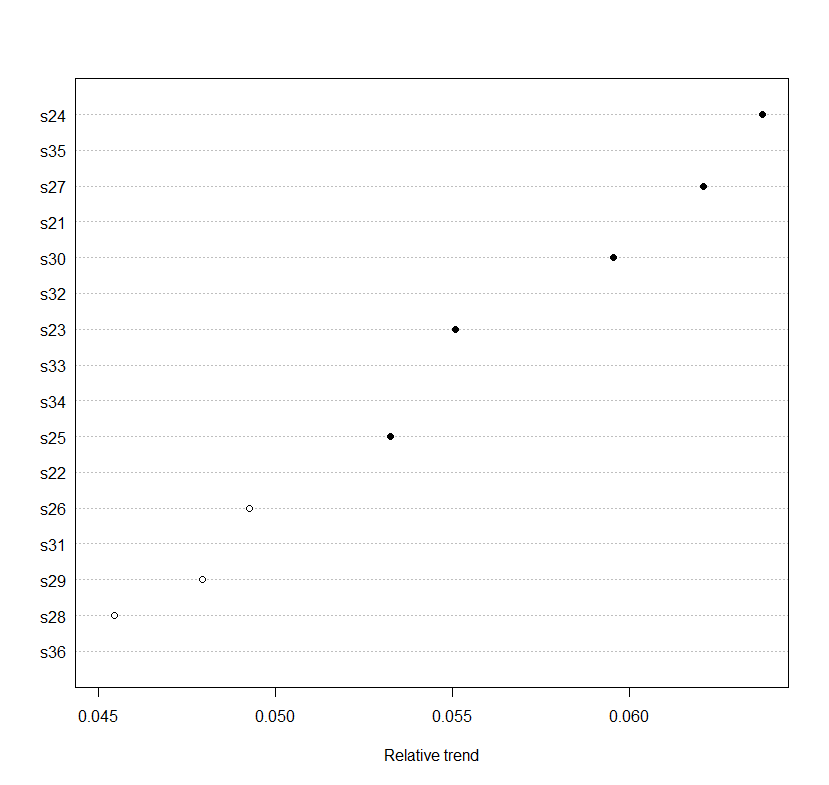 s24
s35
s27
s21
s30
s32
s23
s33
s34
s25
s22
s26
s31
s29
s28
s36
0.045 0.050 0.055 0.060
Relative trend